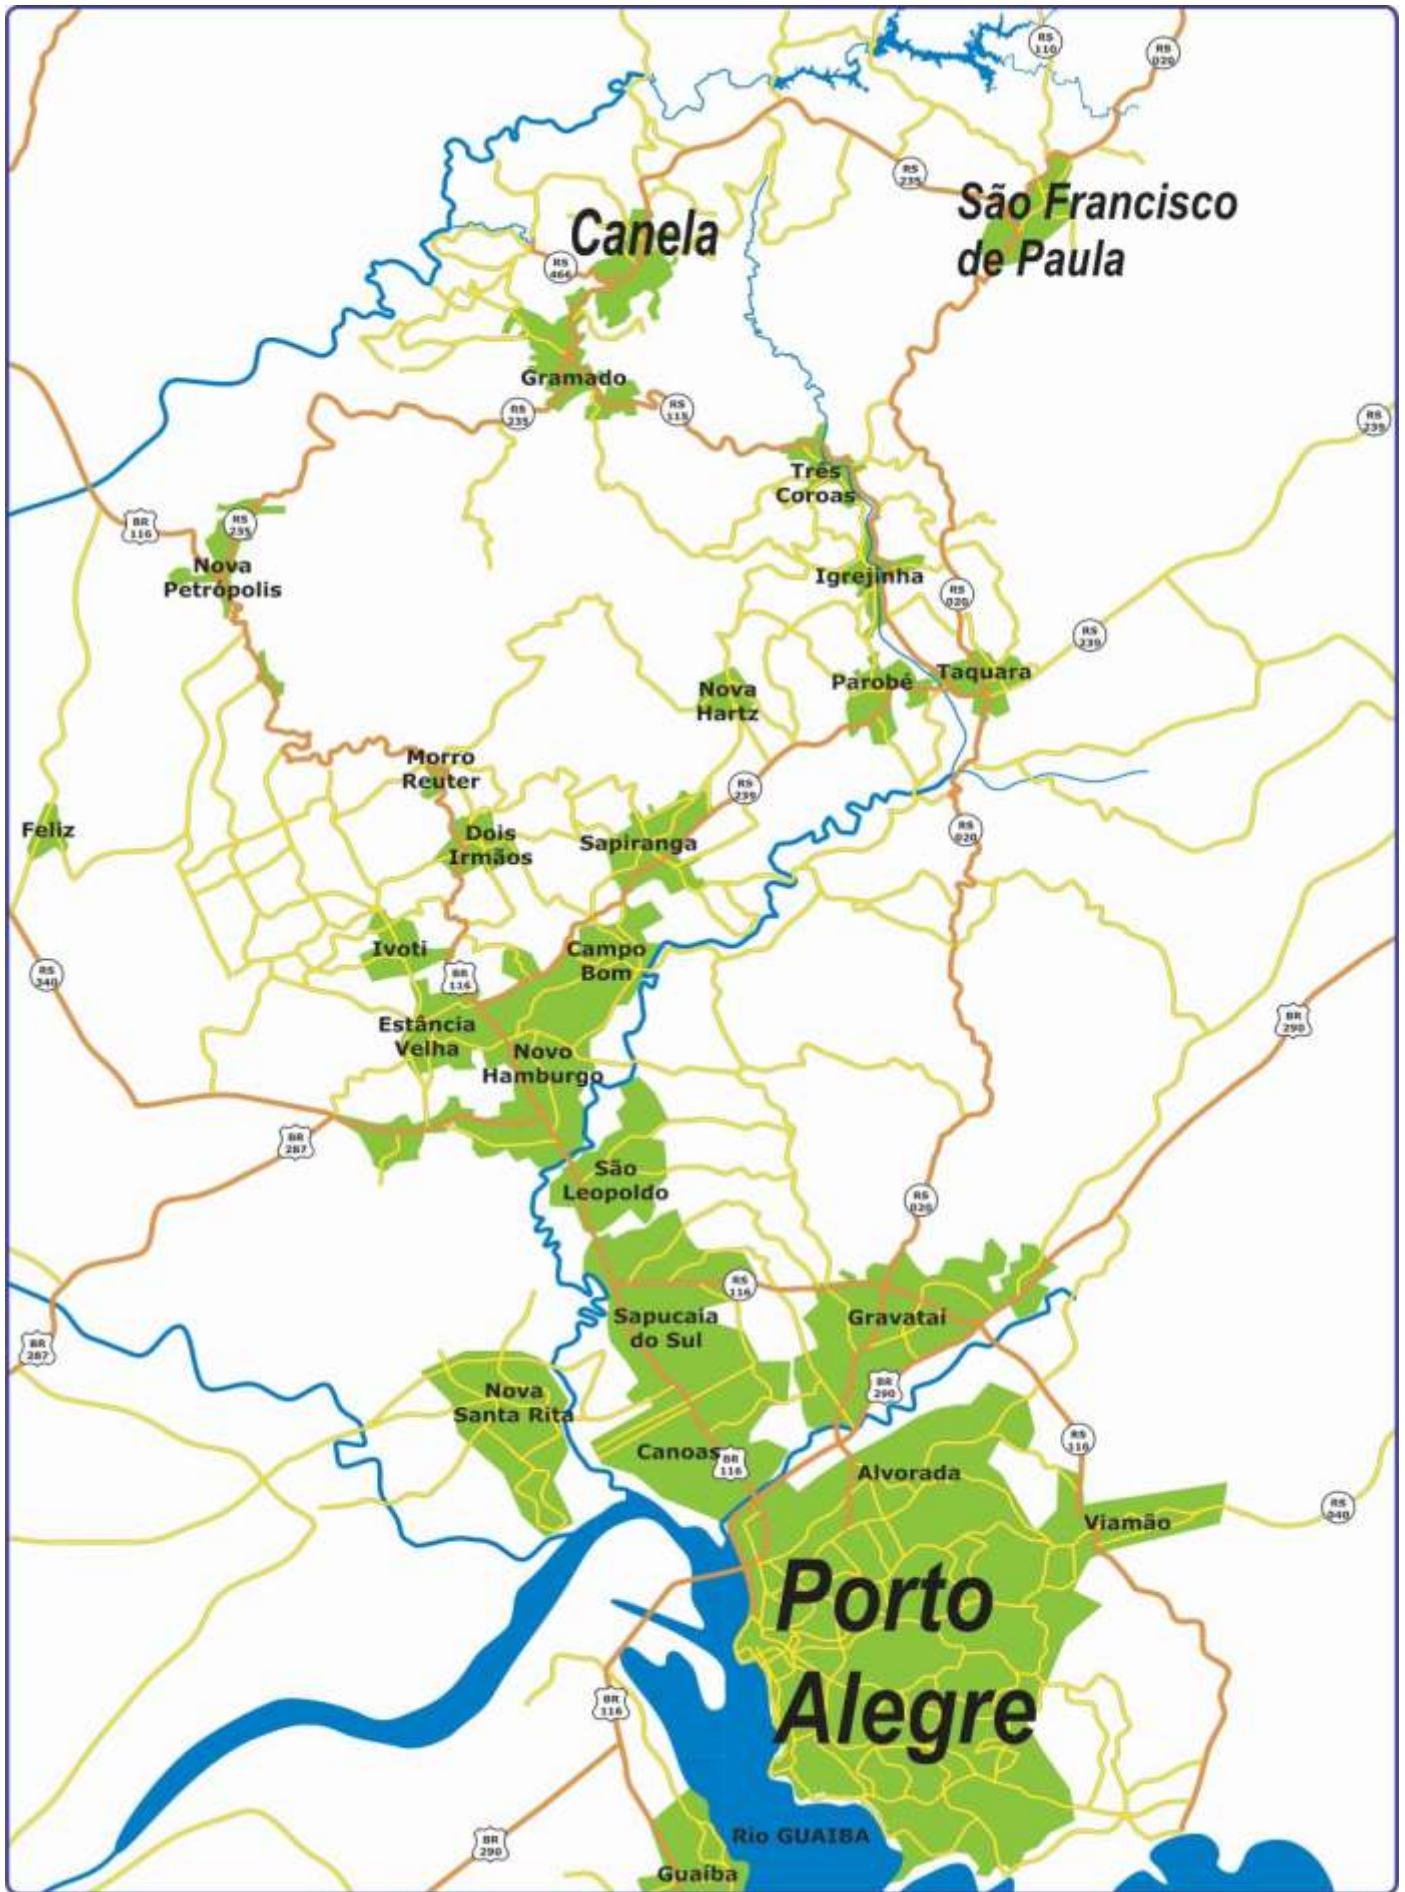 RS
110
RS
020
RS
235
São Francisco
de Paula
Canela
RS
466
Gramado
RS
235
RS
115
RS
239
Três
Coroas
BR
116
RS
235
Nova
Petrópolis
Igrejinha
RS
020
RS
239
Taquara
Parobé
Nova
Hartz
Morro
Reuter
RS
239
Feliz
Dois
Irmãos
Sapiranga
RS
020
Ivoti
Campo
Bom
RS
340
BR
116
BR
290
Estância
Velha
Novo
Hamburgo
BR
287
São
Leopoldo
RS
020
RS
116
Sapucaia
do Sul
Gravatai
BR
287
Nova
Santa Rita
BR
290
Canoas
BR
116
RS
116
Alvorada
RS
040
Viamão
Porto
Alegre
BR
116
BR
290
Rio GUAIBA
Guaíba